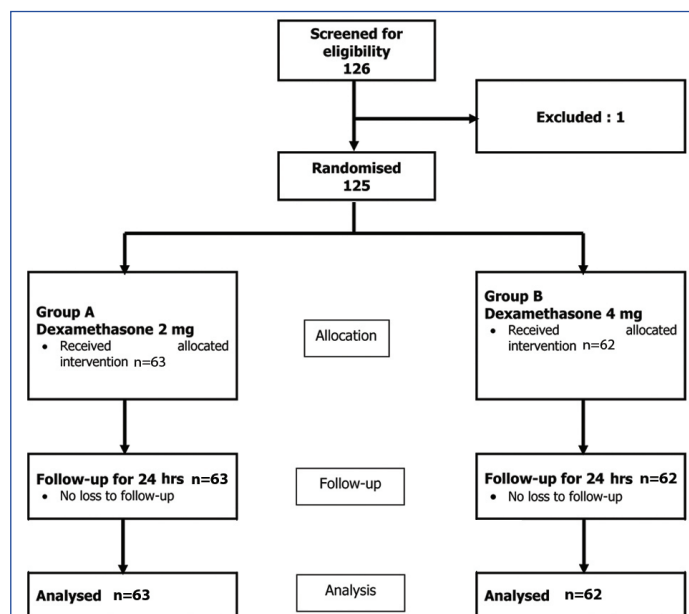 Screened for
eligibility
126
Excluded : 1
Randomised
125
Group A
Dexamethasone 2 mg
• Received allocated
intervention n=63
Allocation
Group B
Dexamethasone 4 mg
• Received allocated
intervention n=62
Follow-up for 24 hrs n=63
• No loss to follow-up
Follow-up
Follow-up for 24 hrs n=62
• No loss to follow-up
Analysed n=63
Analysis
Analysed n=62